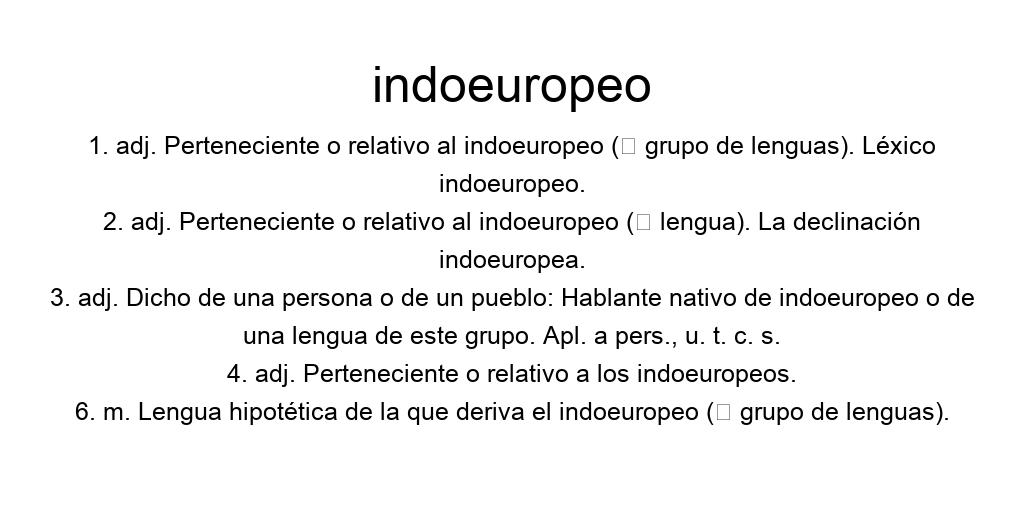 indoeuropeo
1. adj. Perteneciente o relativo al indoeuropeo (□ grupo de lenguas). Léxico
indoeuropeo.
2. adj. Perteneciente o relativo al indoeuropeo (□ lengua). La declinación
indoeuropea.
3. adj. Dicho de una persona o de un pueblo: Hablante nativo de indoeuropeo o de
una lengua de este grupo. Apl. a pers., u. t. c. s.
4. adj. Perteneciente o relativo a los indoeuropeos.
6. m. Lengua hipotética de la que deriva el indoeuropeo (□ grupo de lenguas).